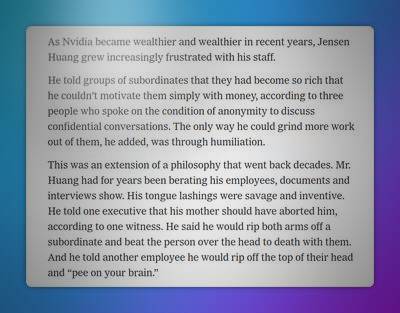 As Nvidia became wealthier and wealthier in recent years, Jensen
Huang grew increasingly frustrated with his staff.
He told groups of subordinates that they had become so rich that
he couldn't motivate them simply with money, according to three
people who spoke on the condition of anonymity to discuss
confidential conversations. The only way he could grind more work
out of them, he added, was through humiliation.
This was an extension of a philosophy that went back decades. Mr.
Huang had for years been berating his employees, documents and
interviews show. His tongue lashings were savage and inventive.
He told one executive that his mother should have aborted him,
according to one witness. He said he would rip both arms off a
subordinate and beat the person over the head to death with them.
And he told another employee he would rip off the top of their head
and “pee on your brain.”